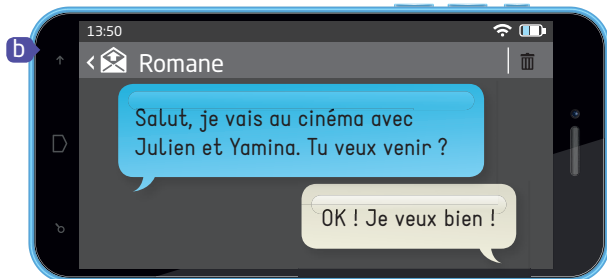 b
13:50
Romane
Salut, je vais au cinéma avec
Julien et Yamina. Tu veux venir ?
OK ! Je veux bien !